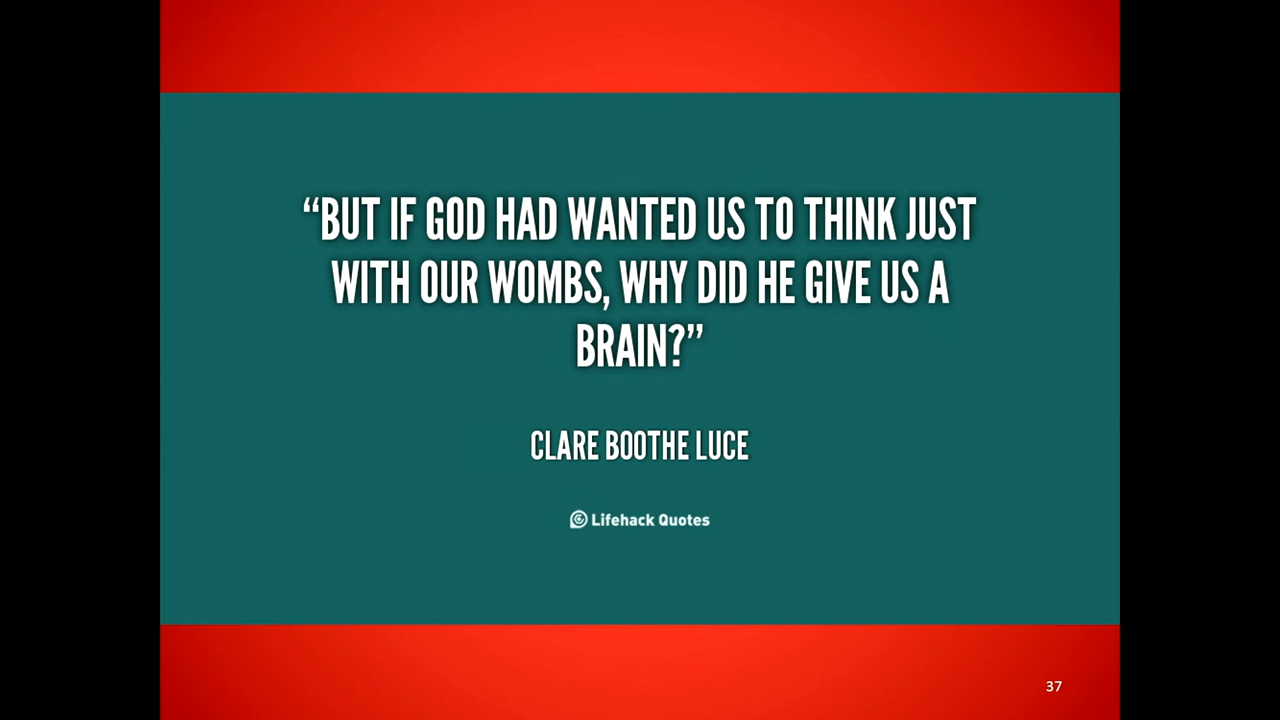 “BUT IF GOD HAD WANTED US TO THINK JUST
WITH OUR WOMBS, WHY DID HE GIVE US A
BRAIN?”
CLARE BOOTHE LUCE
Lifehack Quotes
37